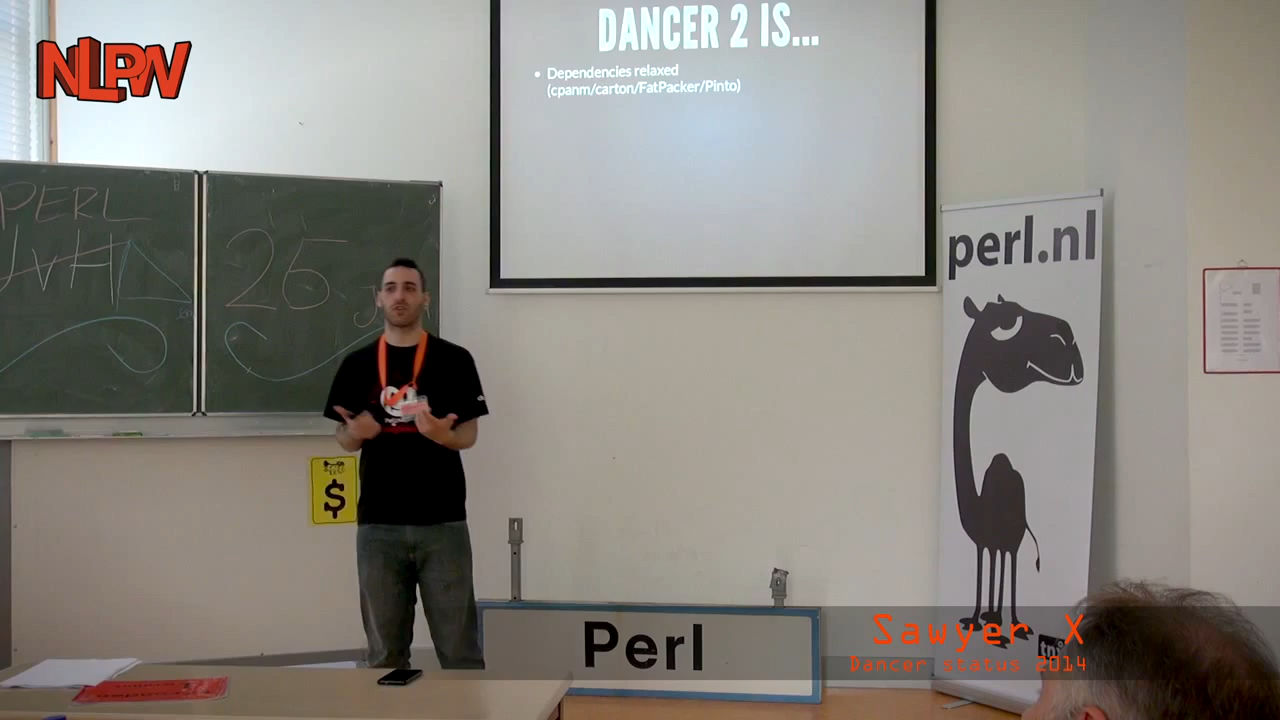 NLPW
DANCER 2 IS...
• Dependencies relaxed
(cpanm/carton/FatPacker/Pinto)
PERL
JvH
25
perl.nl
$
Perl
Sawyer X
Dancer status 2014